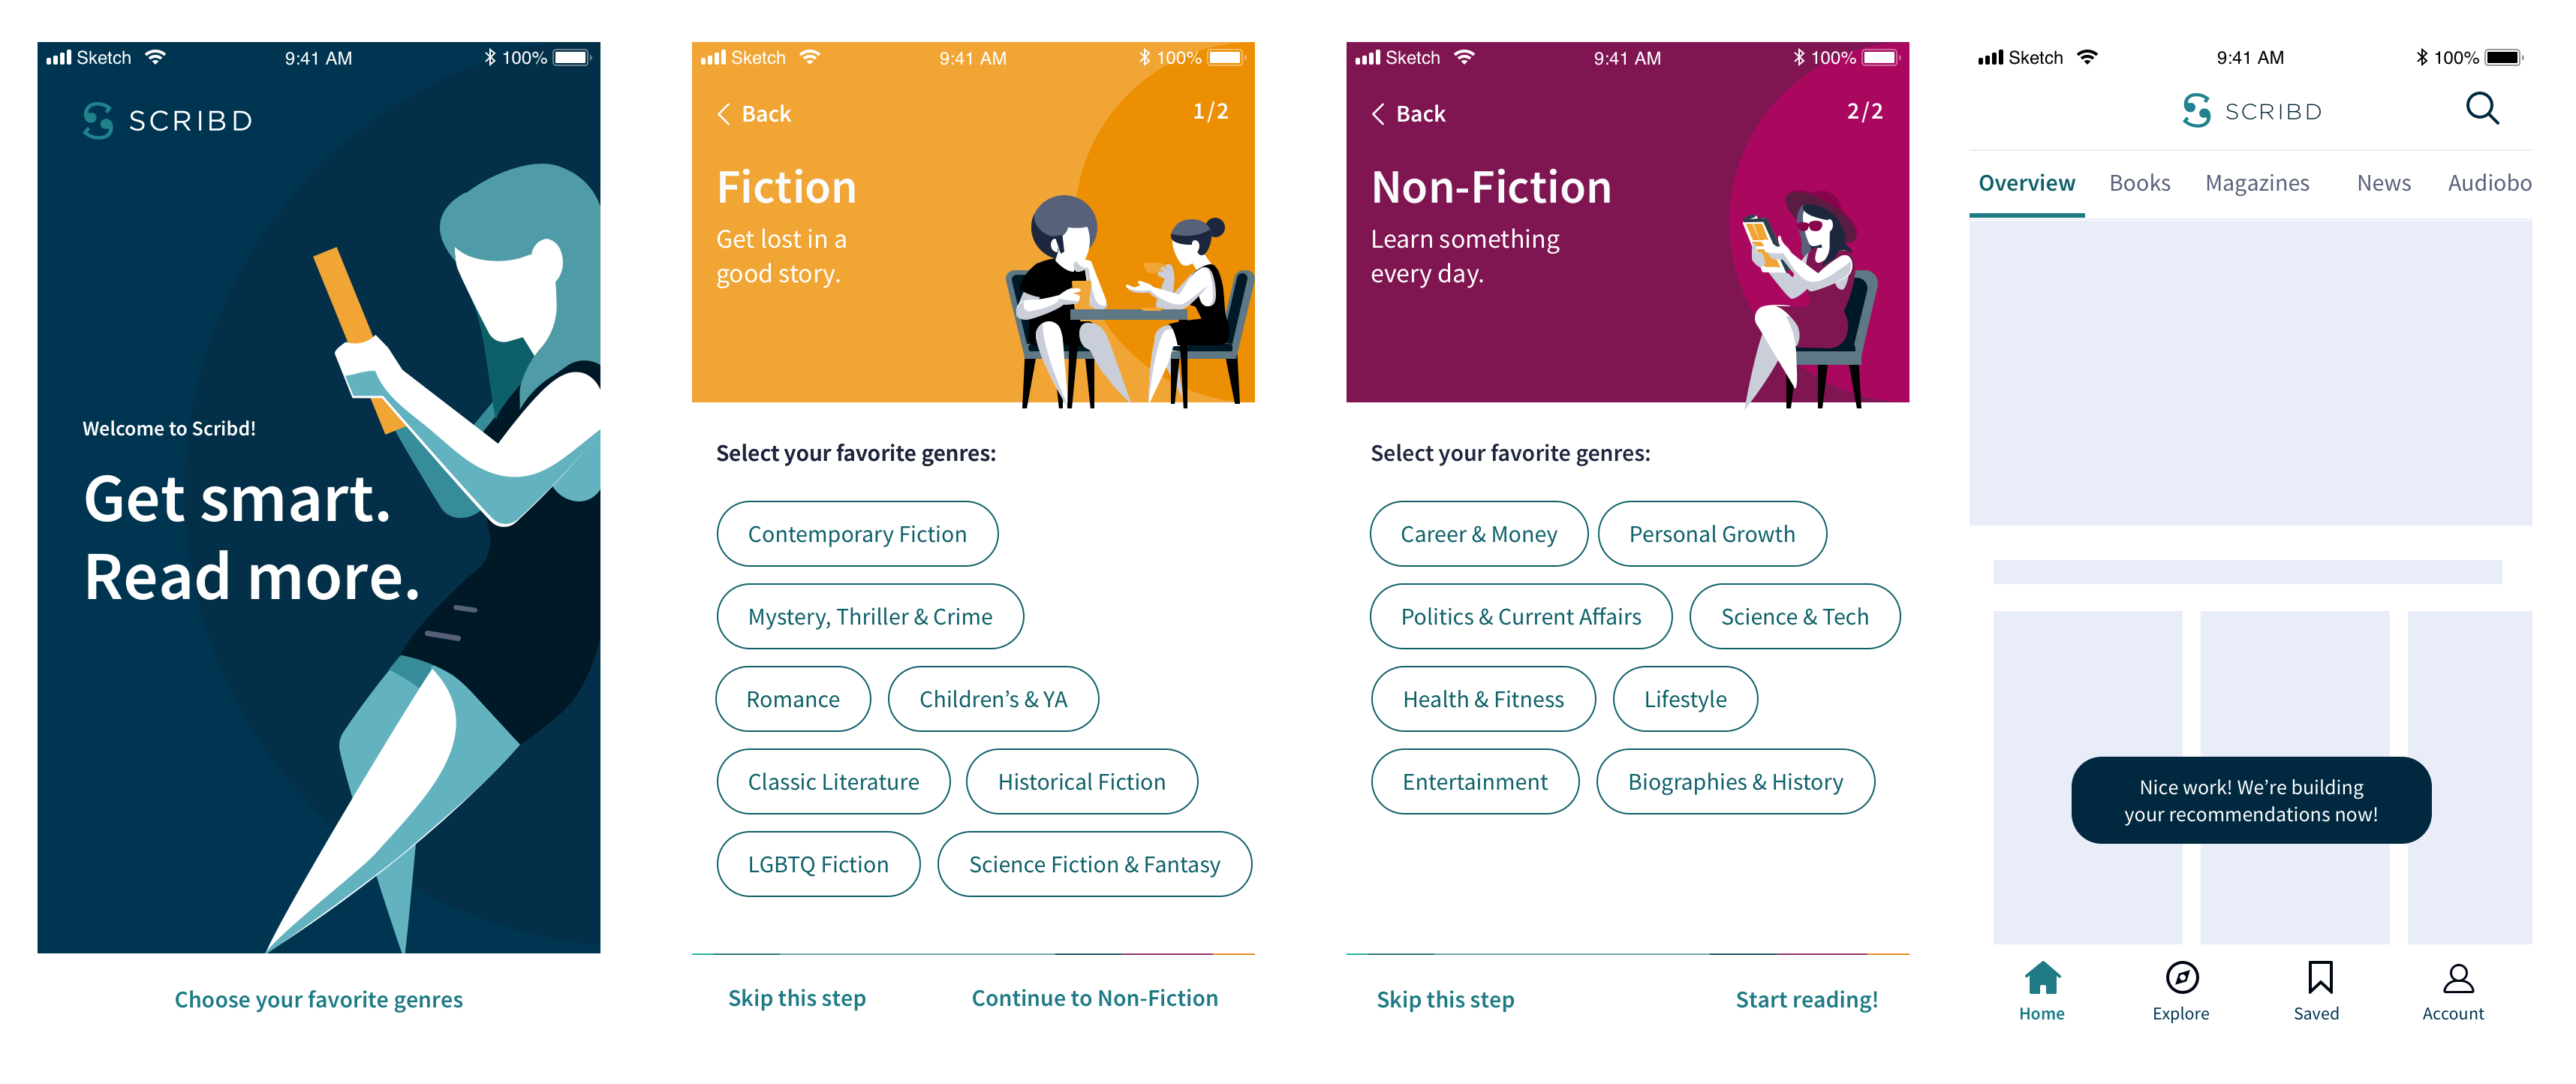 Sketch 9:41 AM 100%
SCRIBD
Welcome to Scribd!
Get smart.
Read more.
Choose your favorite genres
Sketch 9:41 AM 100%
Back 1/2
Fiction
Get lost in a
good story.
Select your favorite genres:
Contemporary Fiction
Mystery, Thriller & Crime
Romance Children’s & YA
Classic Literature Historical Fiction
LGBTQ Fiction Science Fiction & Fantasy
Skip this step Continue to Non-Fiction
Sketch 9:41 AM 100%
Back 2/2
Non-Fiction
Learn something
every day.
Select your favorite genres:
Career & Money Personal Growth
Politics & Current Affairs Science & Tech
Health & Fitness Lifestyle
Entertainment Biographies & History
Skip this step Start reading!
Sketch 9:41 AM 100%
SCRIBD
Overview Books Magazines News Audiobo
Nice work! We’re building
your recommendations now!
Home Explore Saved Account